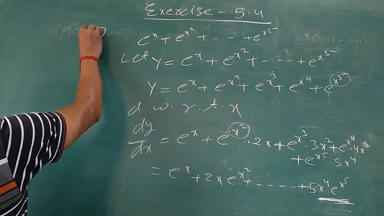 Exercise - 5.4
e^x + e^x² + ----- + e^x⁵
Let y = e^x + e^x² + ---- + e^x⁵
y = e^x + e^x² + e^x³ + e^x⁴ + e^x⁵
d w.r.t x
dy/dx = e^x + e^x² · 2x + e^x³ · 3x² + e^x⁴ · 4x³
+ e^x⁵ · 5x⁴
= e^x + 2x e^x² + ------ + 5x⁴ e^x⁵